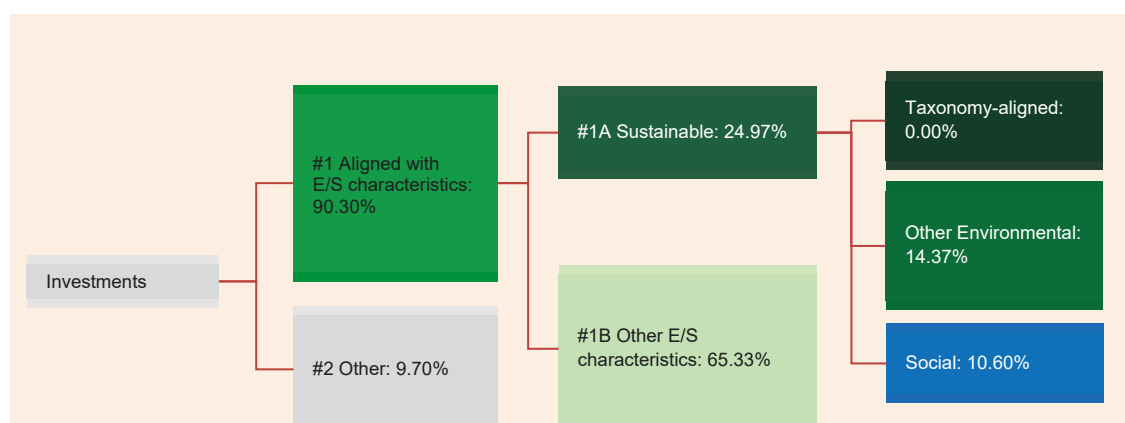 Investments
#1 Aligned with
E/S characteristics:
90.30%
#2 Other: 9.70%
#1A Sustainable: 24.97%
#1B Other E/S
characteristics: 65.33%
Taxonomy-aligned:
0.00%
Other Environmental:
14.37%
Social: 10.60%